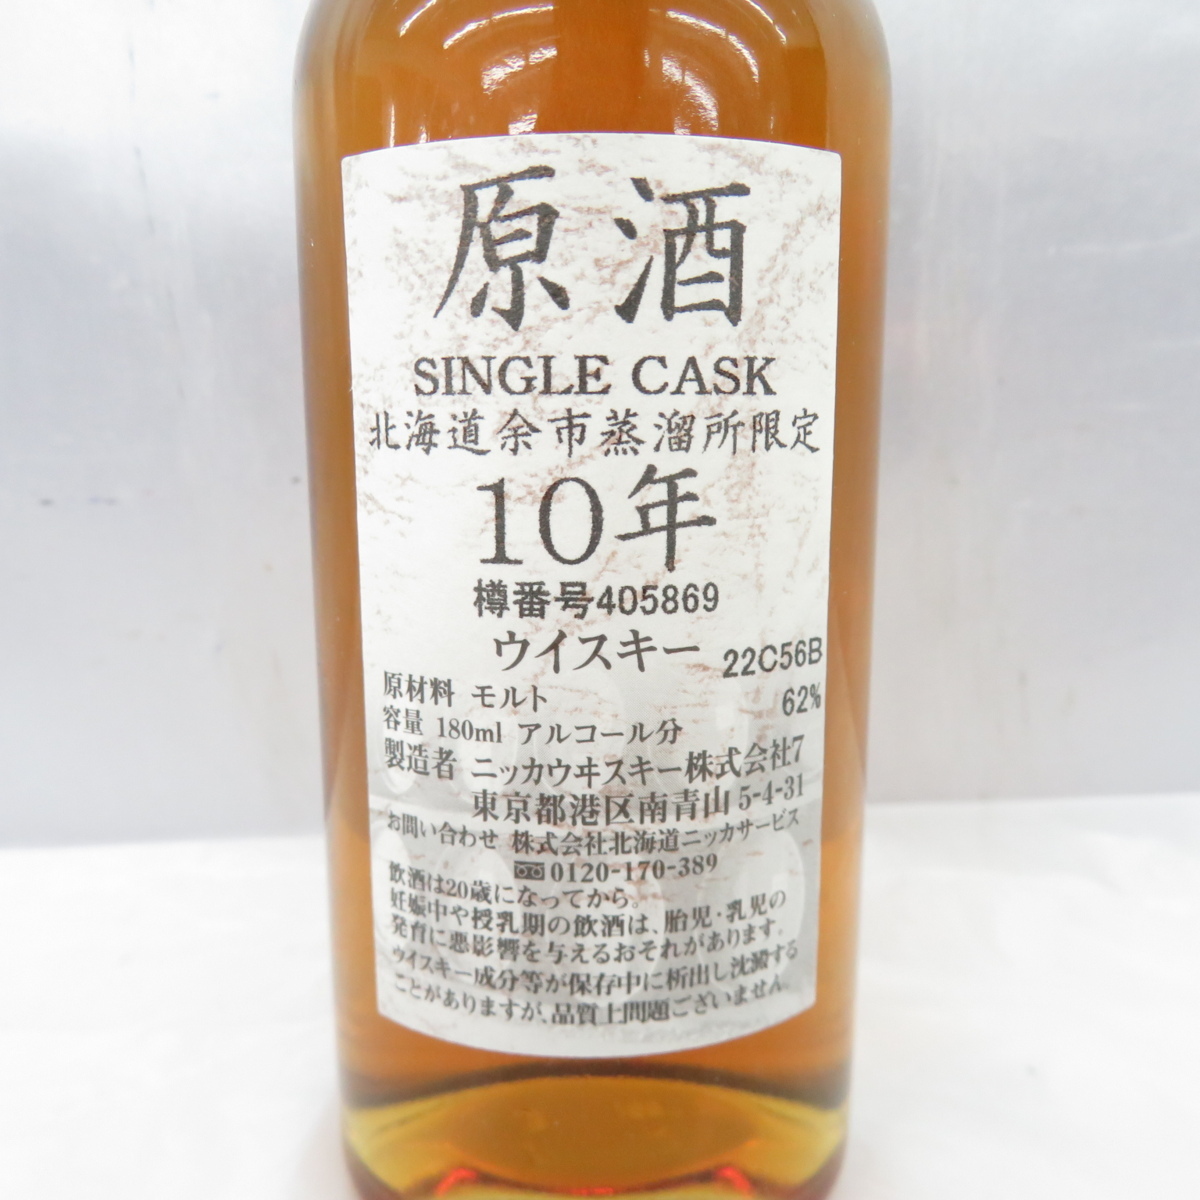 原酒
SINGLE CASK
北海道余市蒸溜所限定
10年
樽番号405869
ウイスキー 22C56B
原材料 モルト 62%
容量 180ml アルコール分
製造者 ニッカウヰスキー株式会社7
東京都港区南青山 5-4-31
お問い合わせ 株式会社北海道ニッカサービス
0120-170-389
飲酒は20歳になってから。
妊娠中や授乳期の飲酒は、胎児・乳児の
発育に悪影響を与えるおそれがあります。
ウイスキー成分等が保存中に析出し沈澱する
ことがありますが、品質上問題ございません。